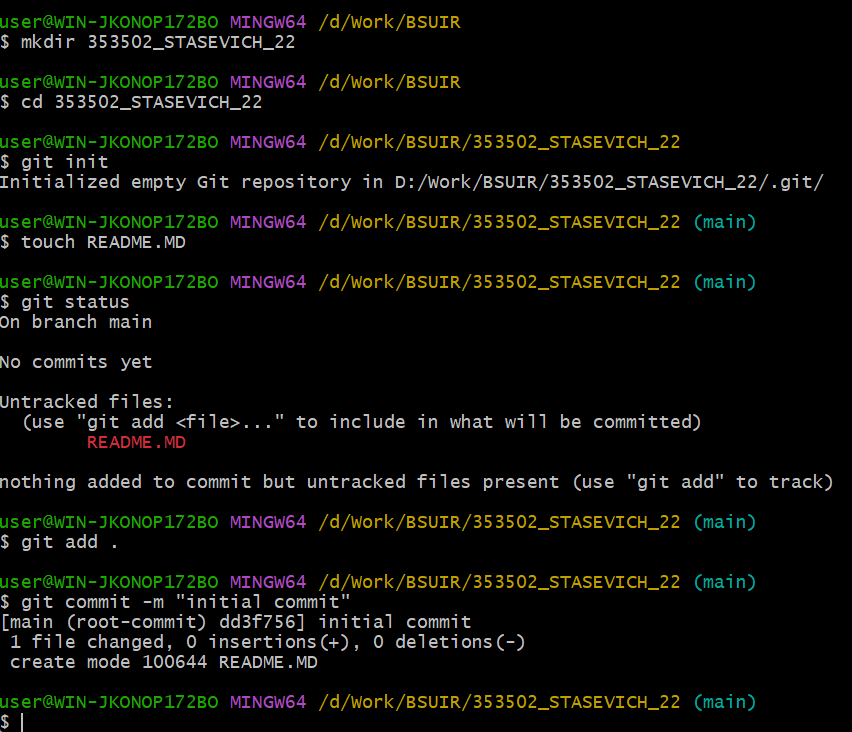 user@WIN-JKONOP172BO MINGW64 /d/Work/BSUIR
$ mkdir 353502_STASEVICH_22
user@WIN-JKONOP172BO MINGW64 /d/Work/BSUIR
$ cd 353502_STASEVICH_22
user@WIN-JKONOP172BO MINGW64 /d/Work/BSUIR/353502_STASEVICH_22
$ git init
Initialized empty Git repository in D:/Work/BSUIR/353502_STASEVICH_22/.git/
user@WIN-JKONOP172BO MINGW64 /d/Work/BSUIR/353502_STASEVICH_22 (main)
$ touch README.MD
user@WIN-JKONOP172BO MINGW64 /d/Work/BSUIR/353502_STASEVICH_22 (main)
$ git status
On branch main
No commits yet
Untracked files:
  (use "git add <file>..." to include in what will be committed)
        README.MD
nothing added to commit but untracked files present (use "git add" to track)
user@WIN-JKONOP172BO MINGW64 /d/Work/BSUIR/353502_STASEVICH_22 (main)
$ git add .
user@WIN-JKONOP172BO MINGW64 /d/Work/BSUIR/353502_STASEVICH_22 (main)
$ git commit -m "initial commit"
[main (root-commit) dd3f756] initial commit
 1 file changed, 0 insertions(+), 0 deletions(-)
 create mode 100644 README.MD
user@WIN-JKONOP172BO MINGW64 /d/Work/BSUIR/353502_STASEVICH_22 (main)
$